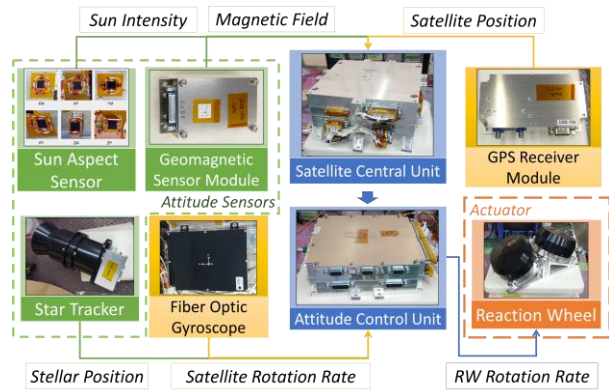 Sun Intensity
Magnetic Field
Satellite Position
Sun Aspect
Sensor
Geomagnetic
Sensor Module
Satellite Central Unit
GPS Receiver
Module
Attitude Sensors
Actuator
Star Tracker
Fiber Optic
Gyroscope
Attitude Control Unit
Reaction Wheel
Stellar Position
Satellite Rotation Rate
RW Rotation Rate